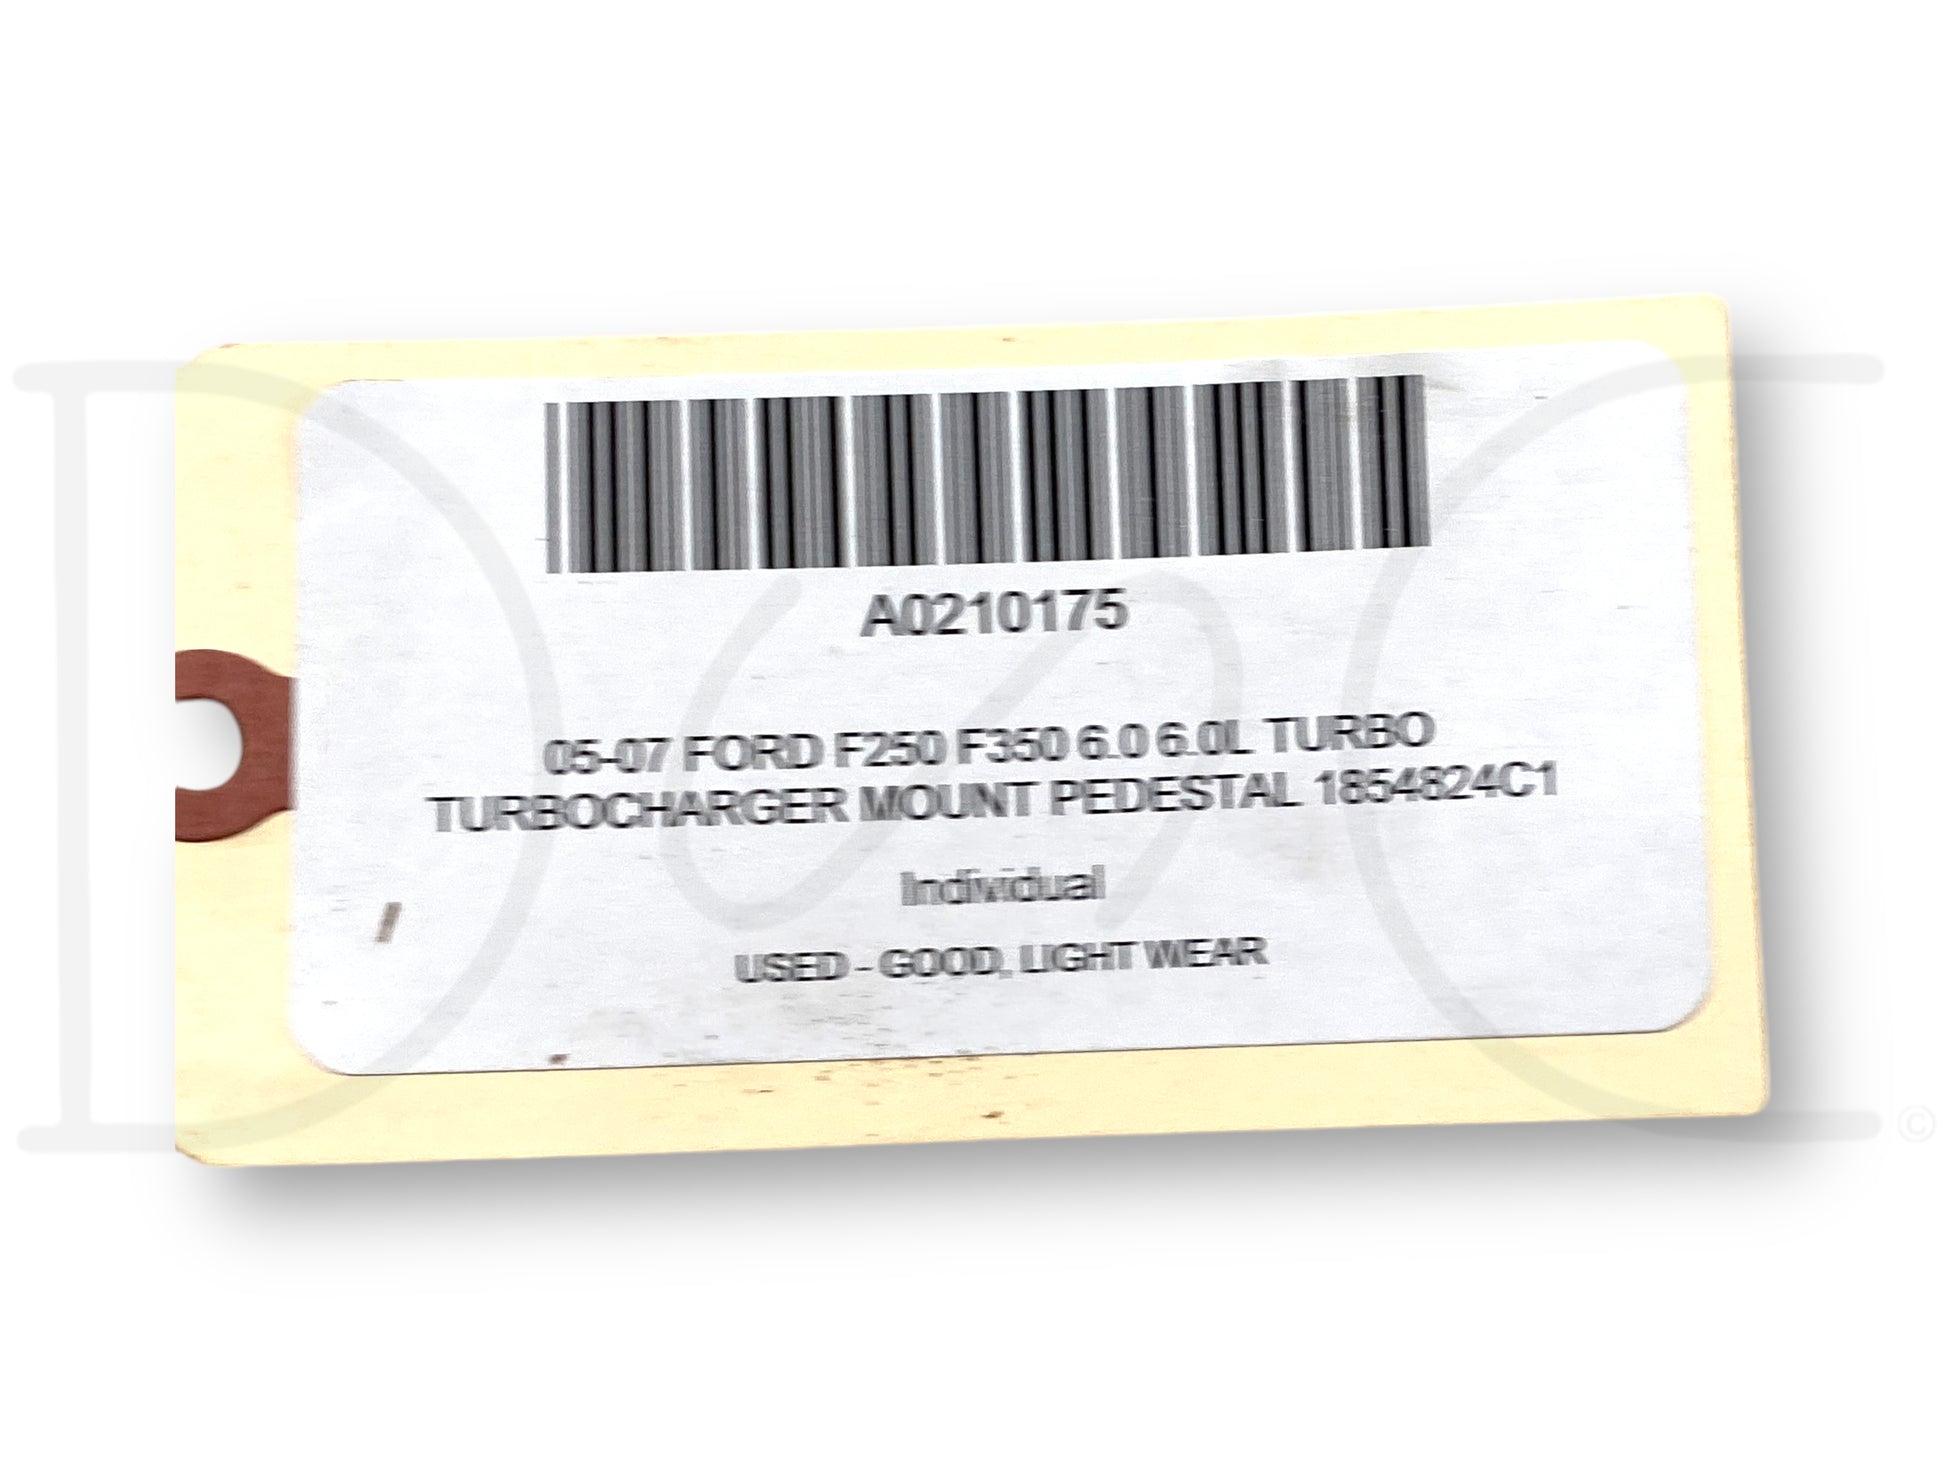 A0210175
05-07 FORD F250 F350 6.0 6.0L TURBO
TURBOCHARGER MOUNT PEDESTAL 1854824C1
Individual
USED - GOOD, LIGHT WEAR
©